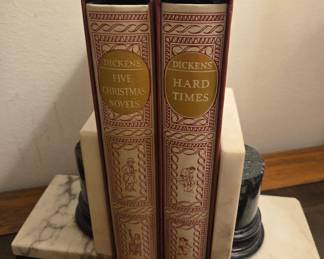 DICKENS
FIVE
CHRISTMAS
NOVELS
DICKENS
HARD
TIMES